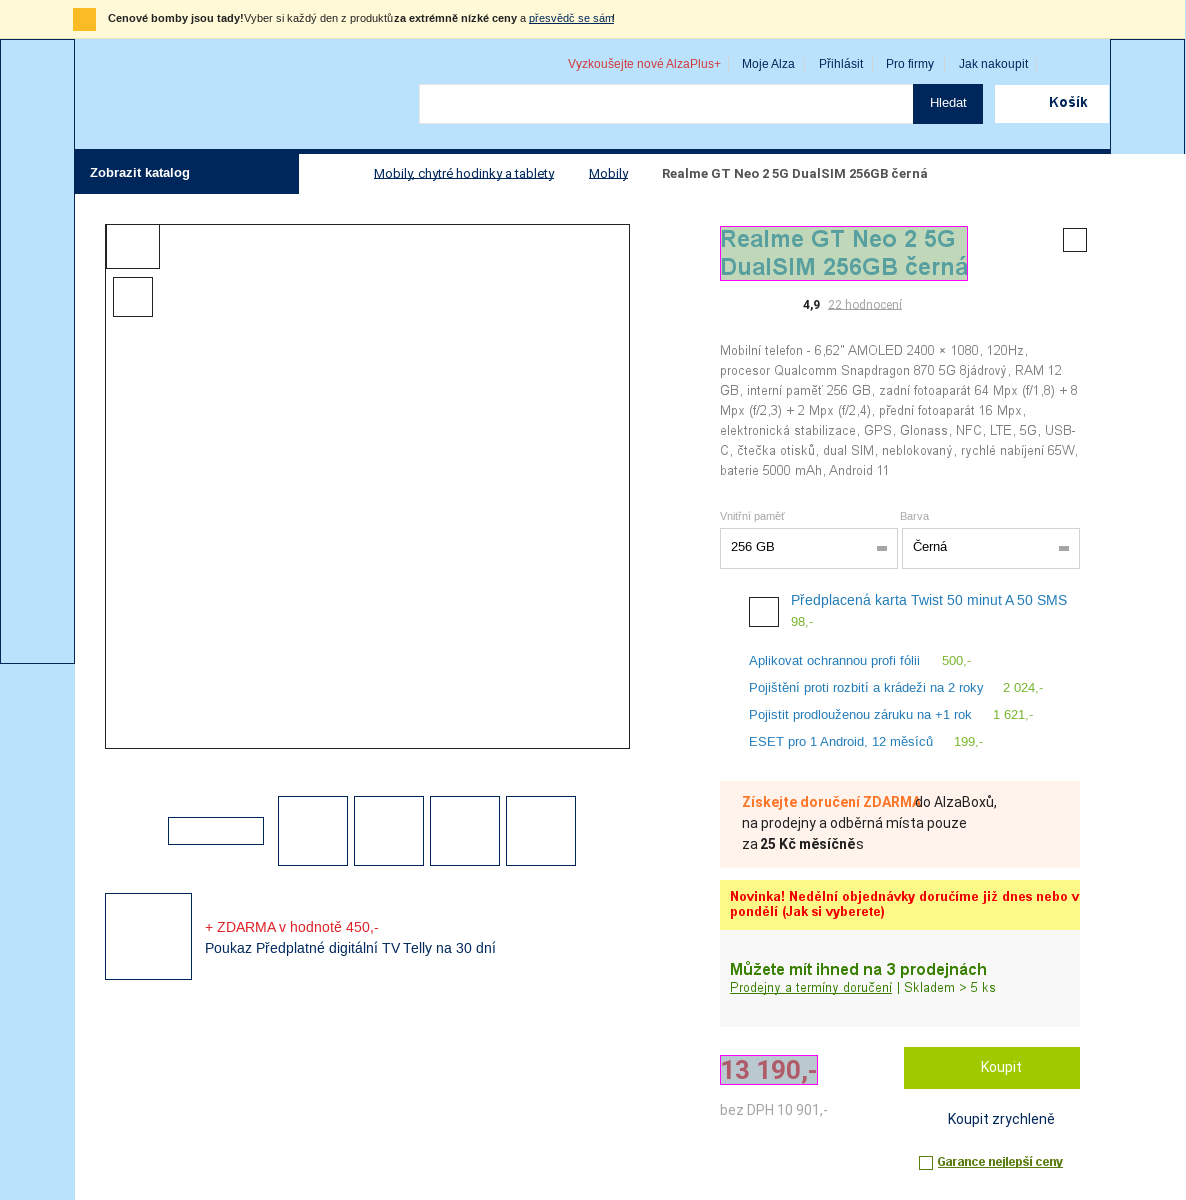 Cenové bomby jsou tady! Vyber si každý den z produktů za extrémně nízké ceny a přesvědč se sám!
Vyzkoušejte nové AlzaPlus+
Moje Alza
Přihlásit
Pro firmy
Jak nakoupit
Hledat
Košík
Zobrazit katalog
Mobily, chytré hodinky a tablety
Mobily
Realme GT Neo 2 5G DualSIM 256GB černá
Realme GT Neo 2 5G
DualSIM 256GB černá
4,9 22 hodnocení
Mobilní telefon - 6,62" AMOLED 2400 × 1080, 120Hz,
procesor Qualcomm Snapdragon 870 5G 8jádrový, RAM 12
GB, interní paměť 256 GB, zadní fotoaparát 64 Mpx (f/1,8) + 8
Mpx (f/2,3) + 2 Mpx (f/2,4), přední fotoaparát 16 Mpx,
elektronická stabilizace, GPS, Glonass, NFC, LTE, 5G, USB-
C, čtečka otisků, dual SIM, neblokovaný, rychlé nabíjení 65W,
baterie 5000 mAh, Android 11
Vnitřní paměť
Barva
256 GB
Černá
Předplacená karta Twist 50 minut A 50 SMS
98,-
Aplikovat ochrannou profi fólii 500,-
Pojištění proti rozbití a krádeži na 2 roky 2 024,-
Pojistit prodlouženou záruku na +1 rok 1 621,-
ESET pro 1 Android, 12 měsíců 199,-
Získejte doručení ZDARMA do AlzaBoxů,
na prodejny a odběrná místa pouze
za 25 Kč měsíčně s
Novinka! Nedělní objednávky doručíme již dnes nebo v
pondělí (Jak si vyberete)
Můžete mít ihned na 3 prodejnách
Prodejny a termíny doručení | Skladem > 5 ks
+ ZDARMA v hodnotě 450,-
Poukaz Předplatné digitální TV Telly na 30 dní
13 190,-
Koupit
bez DPH 10 901,-
Koupit zrychleně
Garance nejlepší ceny